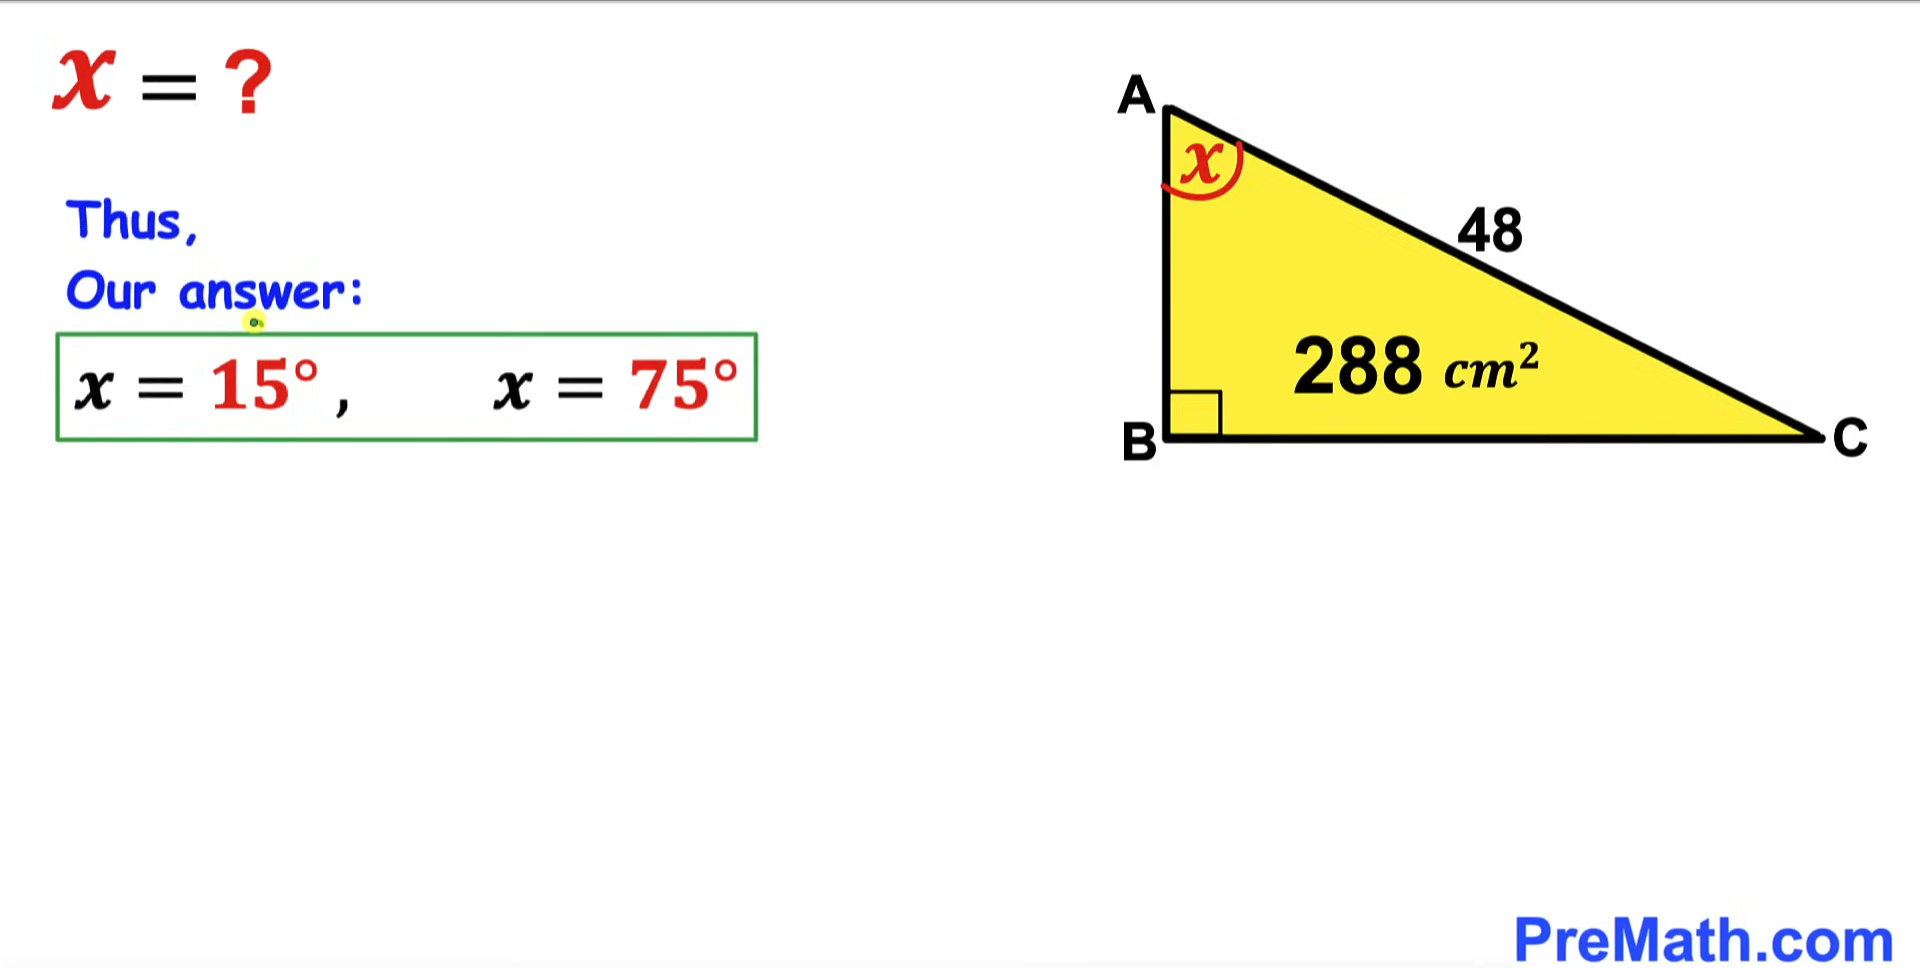 x = ?
Thus,
Our answer:
x = 15°, x = 75°
A
x
48
288 cm²
B
C
PreMath.com